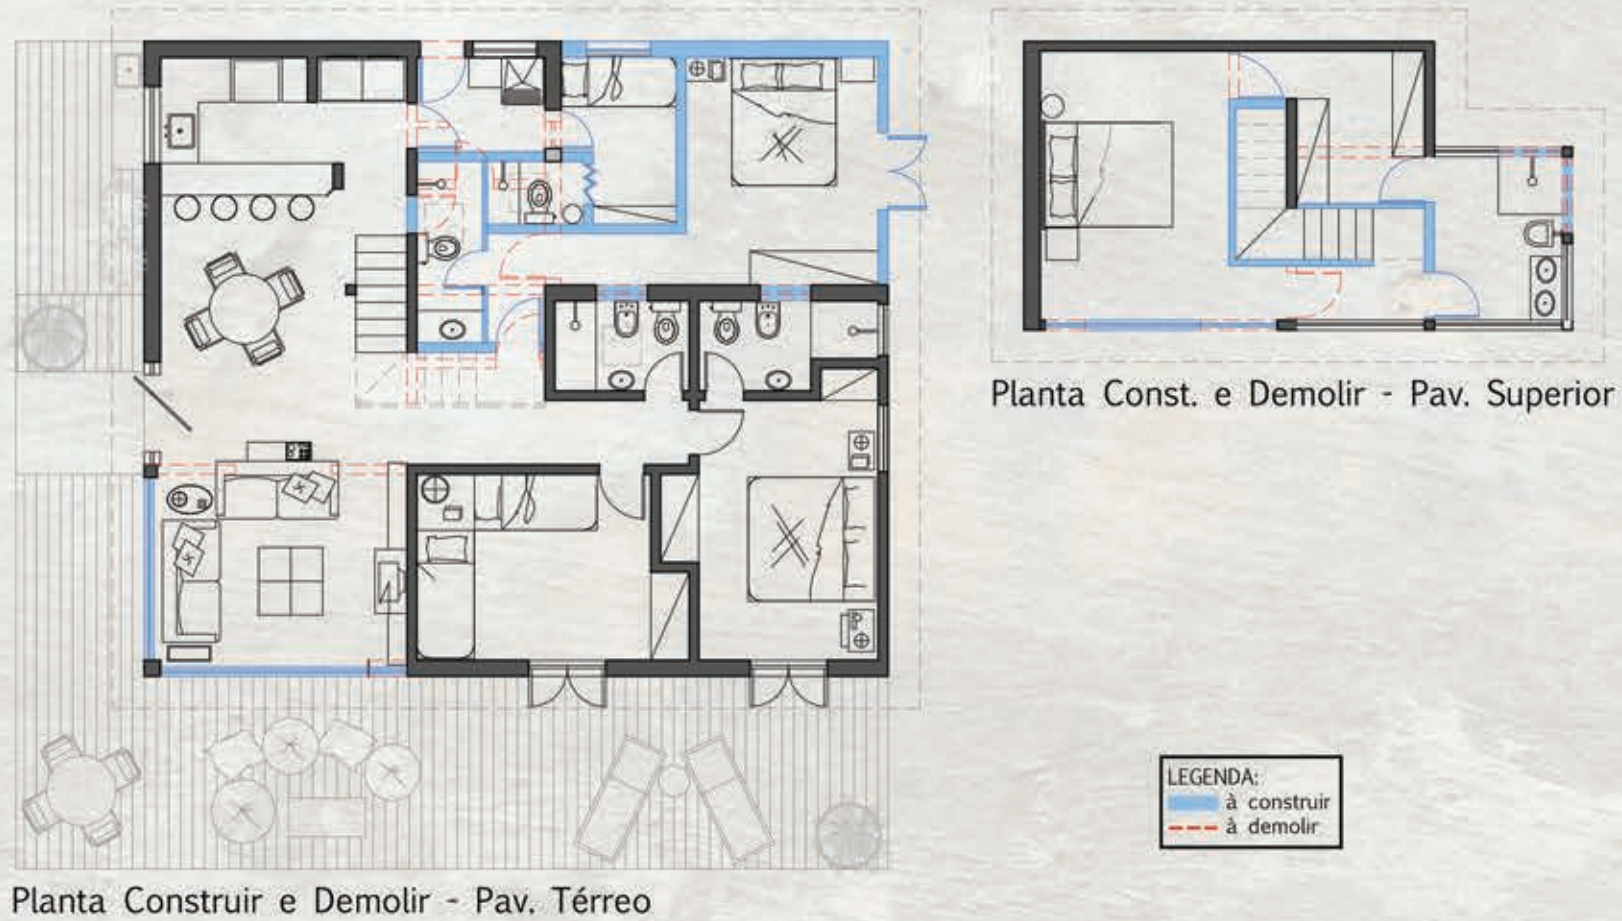 Planta Const. e Demolir - Pav. Superior
LEGENDA:
à construir
à demolir
Planta Construir e Demolir - Pav. Térreo